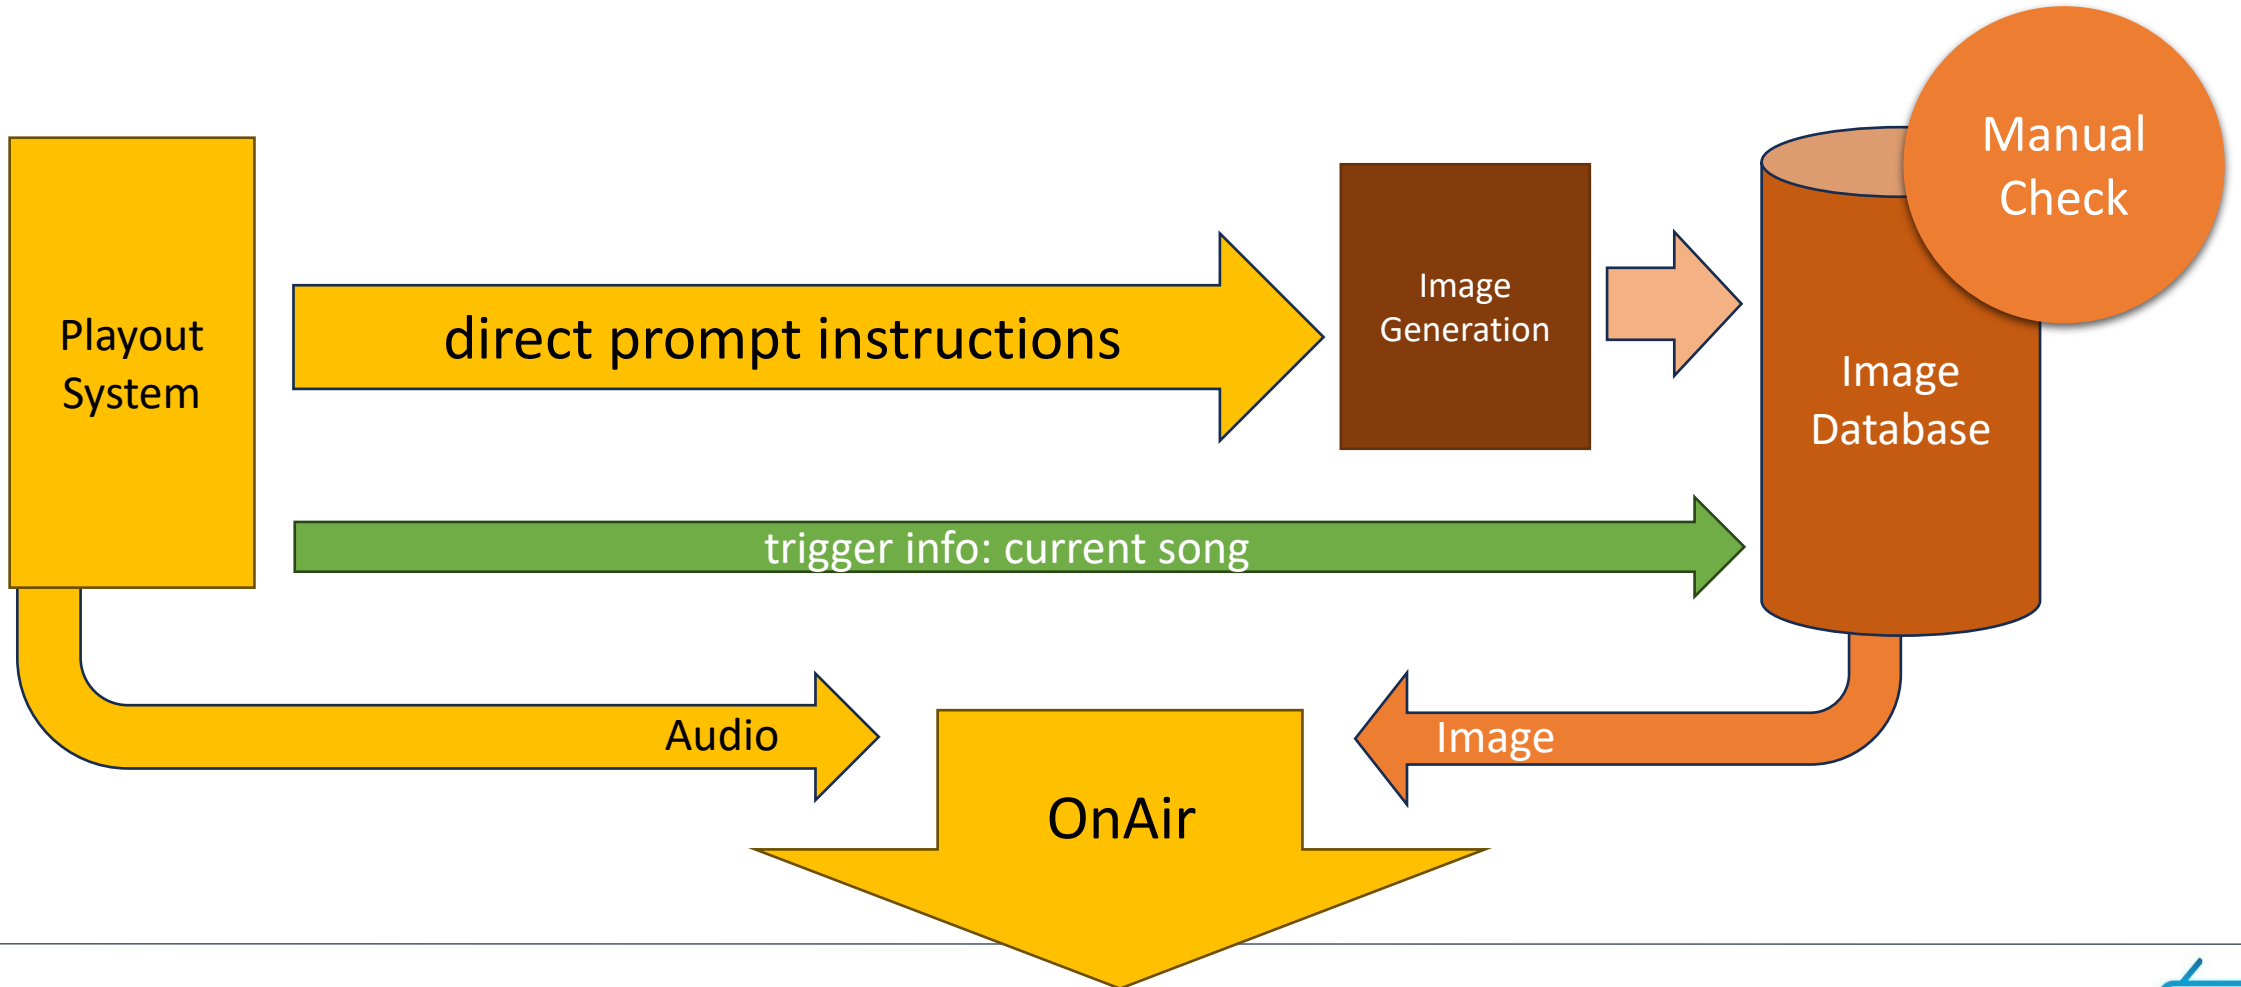 Manual
Check
Playout
System
direct prompt instructions
Image
Generation
Image
Database
trigger info: current song
Audio
Image
OnAir